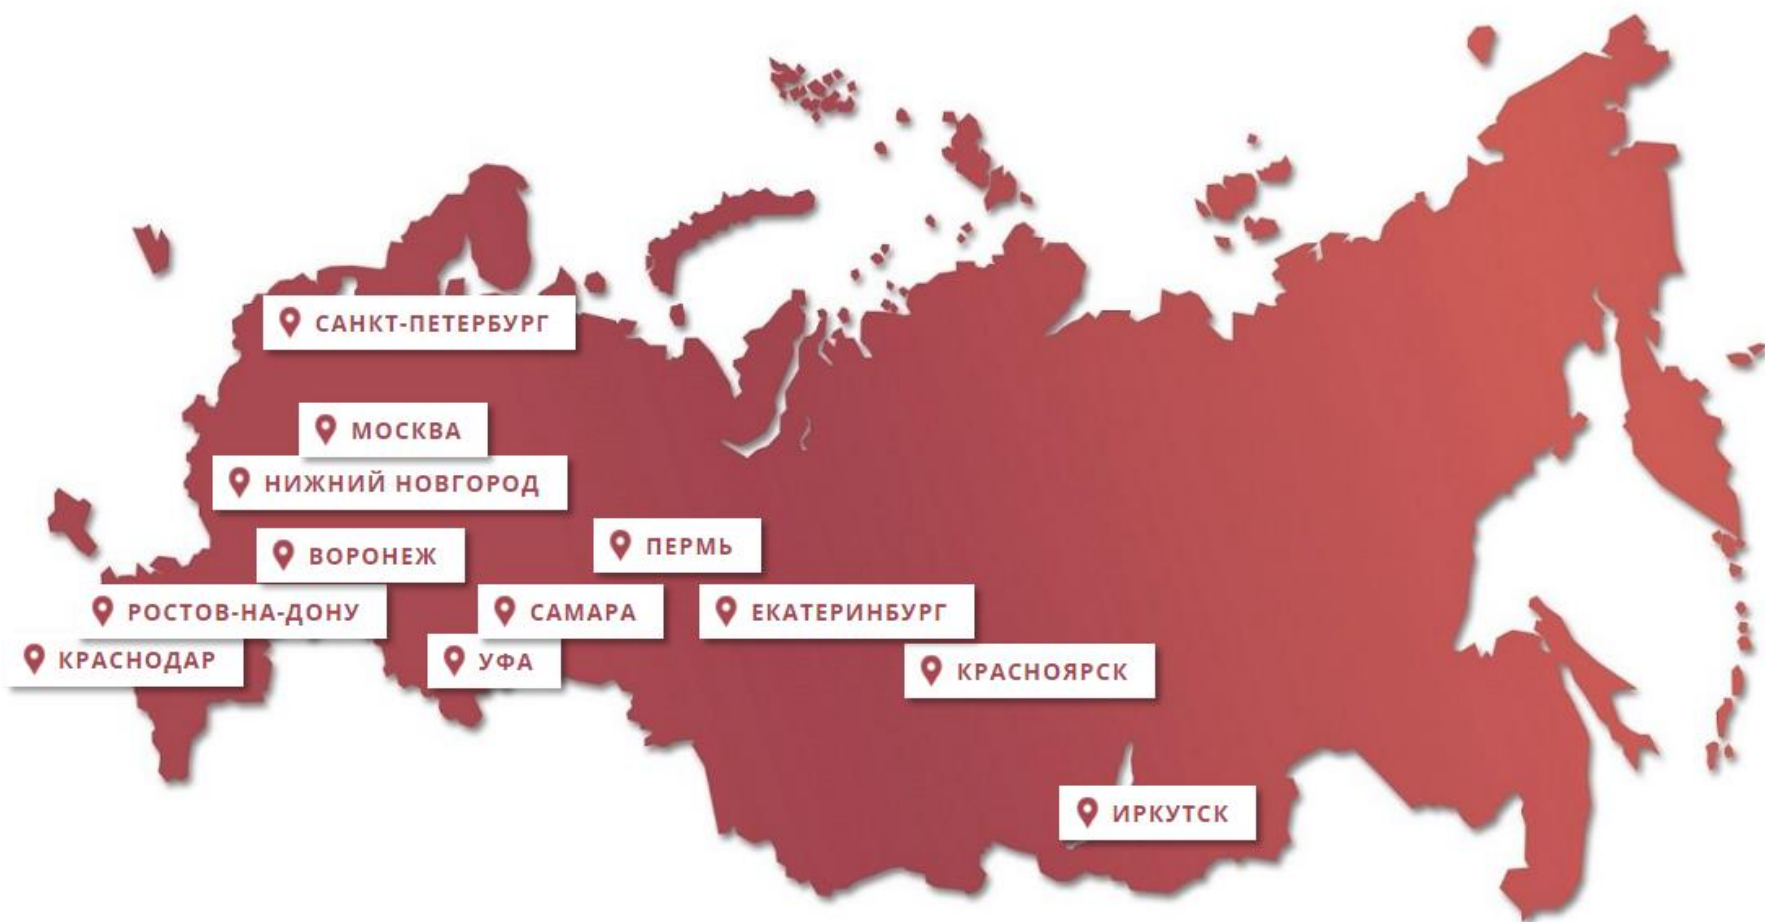 САНКТ-ПЕТЕРБУРГ
МОСКВА
НИЖНИЙ НОВГОРОД
ВОРОНЕЖ
ПЕРМЬ
РОСТОВ-НА-ДОНУ
САМАРА
ЕКАТЕРИНБУРГ
КРАСНОДАР
УФА
КРАСНОЯРСК
ИРКУТСК